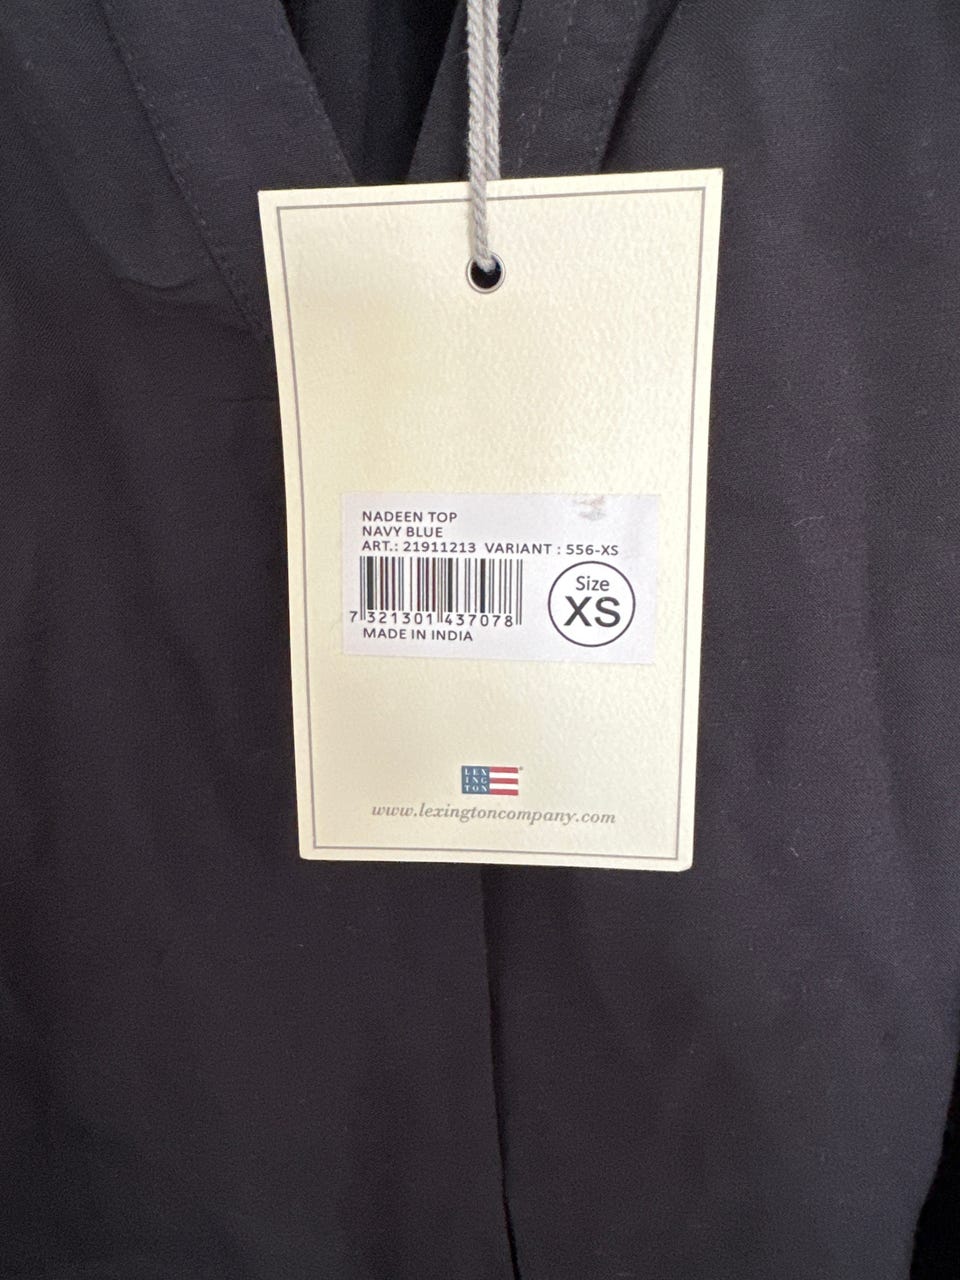 NADEEN TOP
NAVY BLUE
ART.: 21911213 VARIANT : 556-XS
Size
XS
7 321301 437078
MADE IN INDIA
LEX
ING
TON
www.lexingtoncompany.com